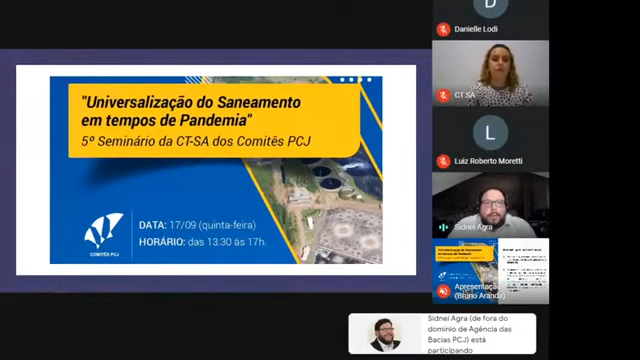 "Universalização do Saneamento
em tempos de Pandemia"
5º Seminário da CT-SA dos Comitês PCJ
DATA: 17/09 (quinta-feira)
HORÁRIO: das 13:30 às 17h.
COMITÊS PCJ
D
Danielle Lodi
CT SA
L
Luiz Roberto Moretti
Sidnei Agra
Apresentação
(Bruno Aranda)
Sidnei Agra (de fora do
domínio de Agência das
Bacias PCJ) está
participando